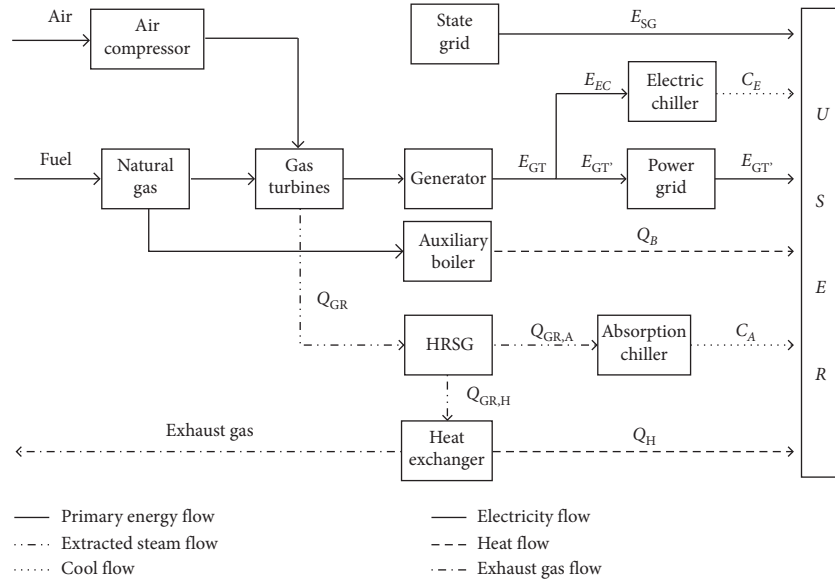 Air
Air
compressor
State
grid
E_SG
E_EC
Electric
chiller
C_E
Fuel
Natural
gas
Gas
turbines
Generator
E_GT
E_GT'
Power
grid
E_GT'
Auxiliary
boiler
Q_B
Q_GR
HRSG
Q_GR,A
Absorption
chiller
C_A
Q_GR,H
Exhaust gas
Heat
exchanger
Q_H
U
S
E
R
Primary energy flow
Extracted steam flow
Cool flow
Electricity flow
Heat flow
Exhaust gas flow